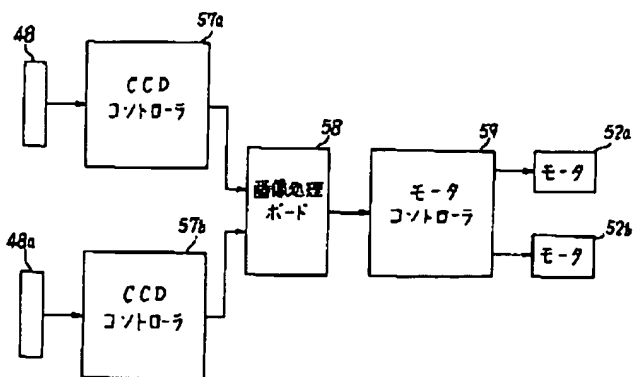 57a
48
CCD
コントローラ
58
59
52a
画像処理
ボード
モータ
コントローラ
モータ
57b
52b
48a
CCD
コントローラ
モータ